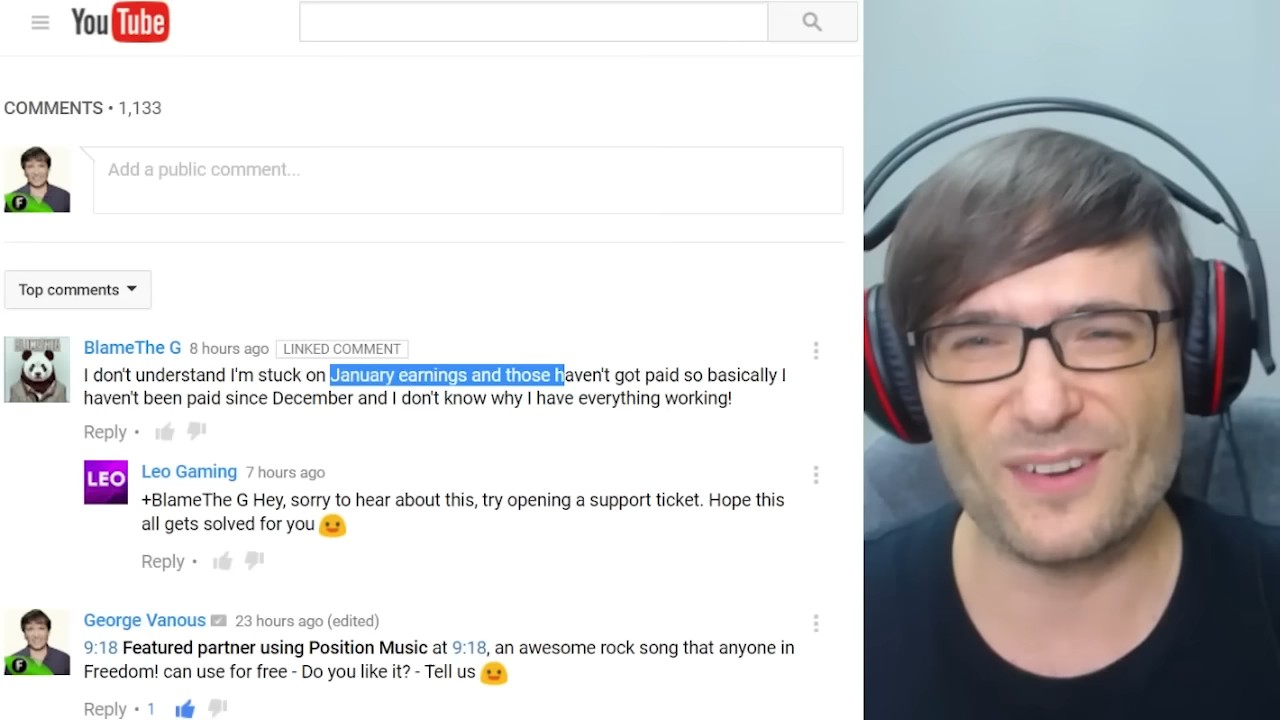 YouTube
COMMENTS • 1,133
Add a public comment...
Top comments
BlameThe G 8 hours ago LINKED COMMENT
I don't understand I'm stuck on January earnings and those haven't got paid so basically I
haven't been paid since December and I don't know why I have everything working!
Reply •
LEO
Leo Gaming 7 hours ago
+BlameThe G Hey, sorry to hear about this, try opening a support ticket. Hope this
all gets solved for you
Reply •
George Vanous 23 hours ago (edited)
9:18 Featured partner using Position Music at 9:18, an awesome rock song that anyone in
Freedom! can use for free - Do you like it? - Tell us
Reply • 1